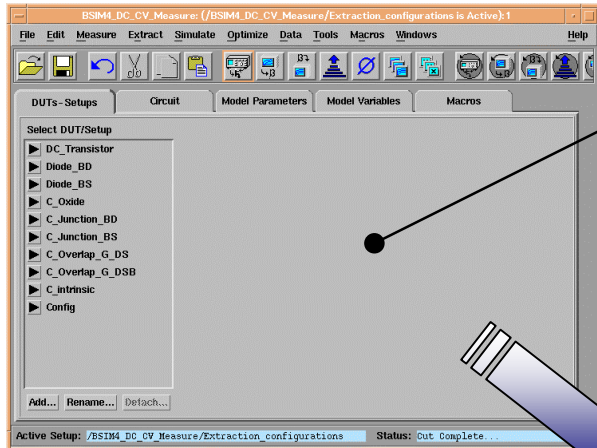 BSIM4_DC_CV_Measure: (/BSIM4_DC_CV_Measure/Extraction_configurations is Active):1
File Edit Measure Extract Simulate Optimize Data Tools Macros Windows Help
DUTs-Setups Circuit Model Parameters Model Variables Macros
Select DUT/Setup
DC_Transistor
Diode_BD
Diode_BS
C_Oxide
C_Junction_BD
C_Junction_BS
C_Overlap_G_DS
C_Overlap_G_DSB
C_intrinsic
Config
Add... Rename... Detach...
Active Setup: /BSIM4_DC_CV_Measure/Extraction_configurations Status: Cut Complete...